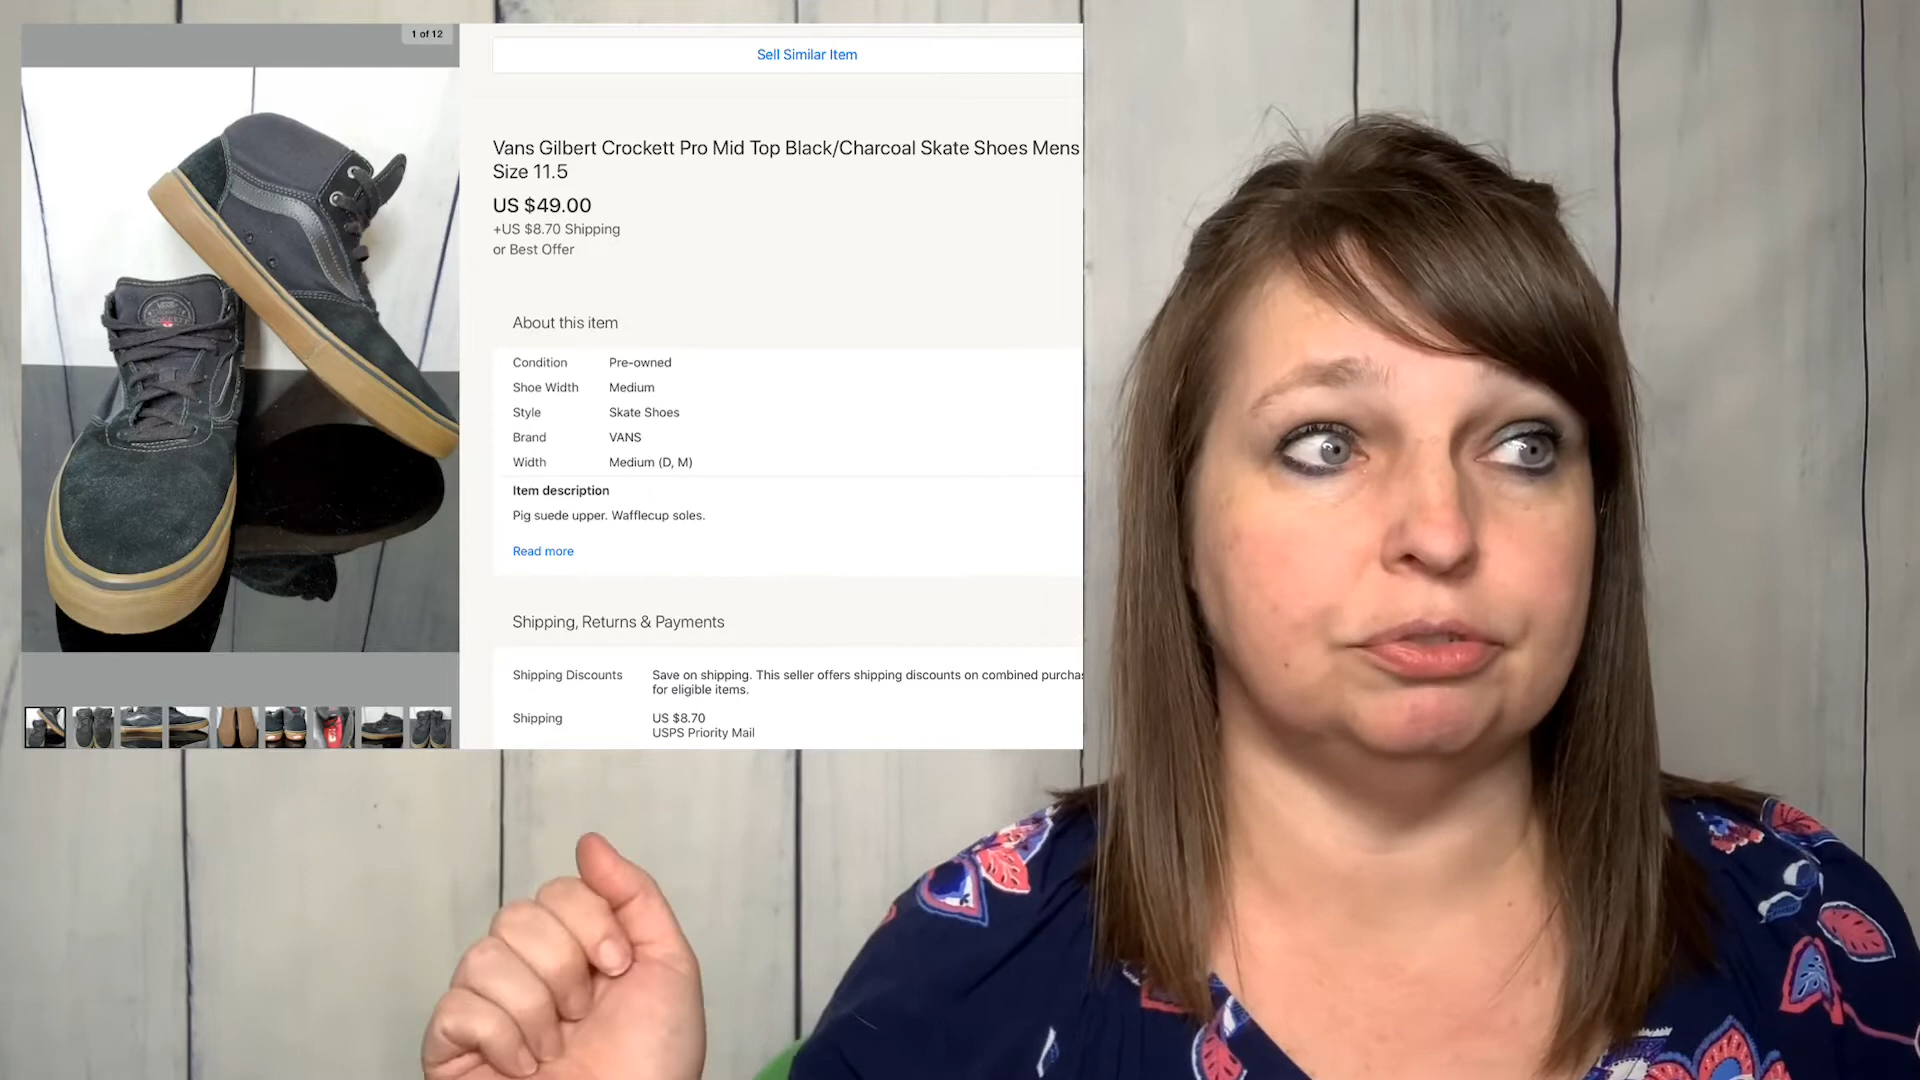 1 of 12
Sell Similar Item
Vans Gilbert Crockett Pro Mid Top Black/Charcoal Skate Shoes Mens
Size 11.5
US $49.00
+US $8.70 Shipping
or Best Offer
About this item
Condition Pre-owned
Shoe Width Medium
Style Skate Shoes
Brand VANS
Width Medium (D, M)
Item description
Pig suede upper. Wafflecup soles.
Read more
Shipping, Returns & Payments
Shipping Discounts Save on shipping. This seller offers shipping discounts on combined purcha
for eligible items.
Shipping US $8.70
USPS Priority Mail